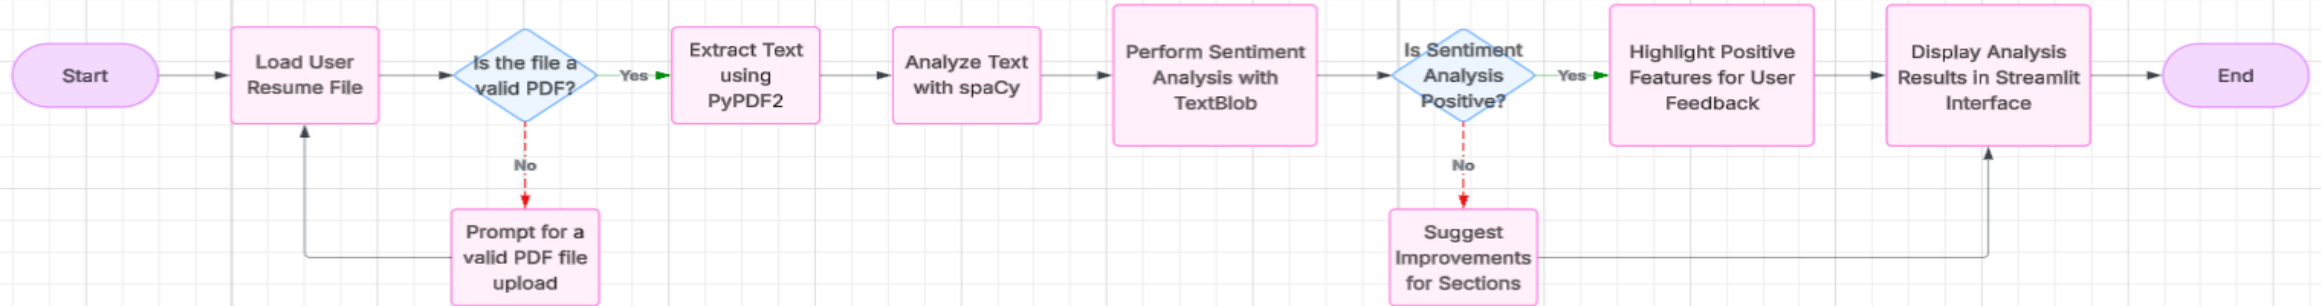 Start
Load User
Resume File
Is the file a
valid PDF?
Yes
Extract Text
using
PyPDF2
Analyze Text
with spaCy
Perform Sentiment
Analysis with
TextBlob
Is Sentiment
Analysis
Positive?
Yes
Highlight Positive
Features for User
Feedback
Display Analysis
Results in Streamlit
Interface
End
No
No
Prompt for a
valid PDF file
upload
Suggest
Improvements
for Sections